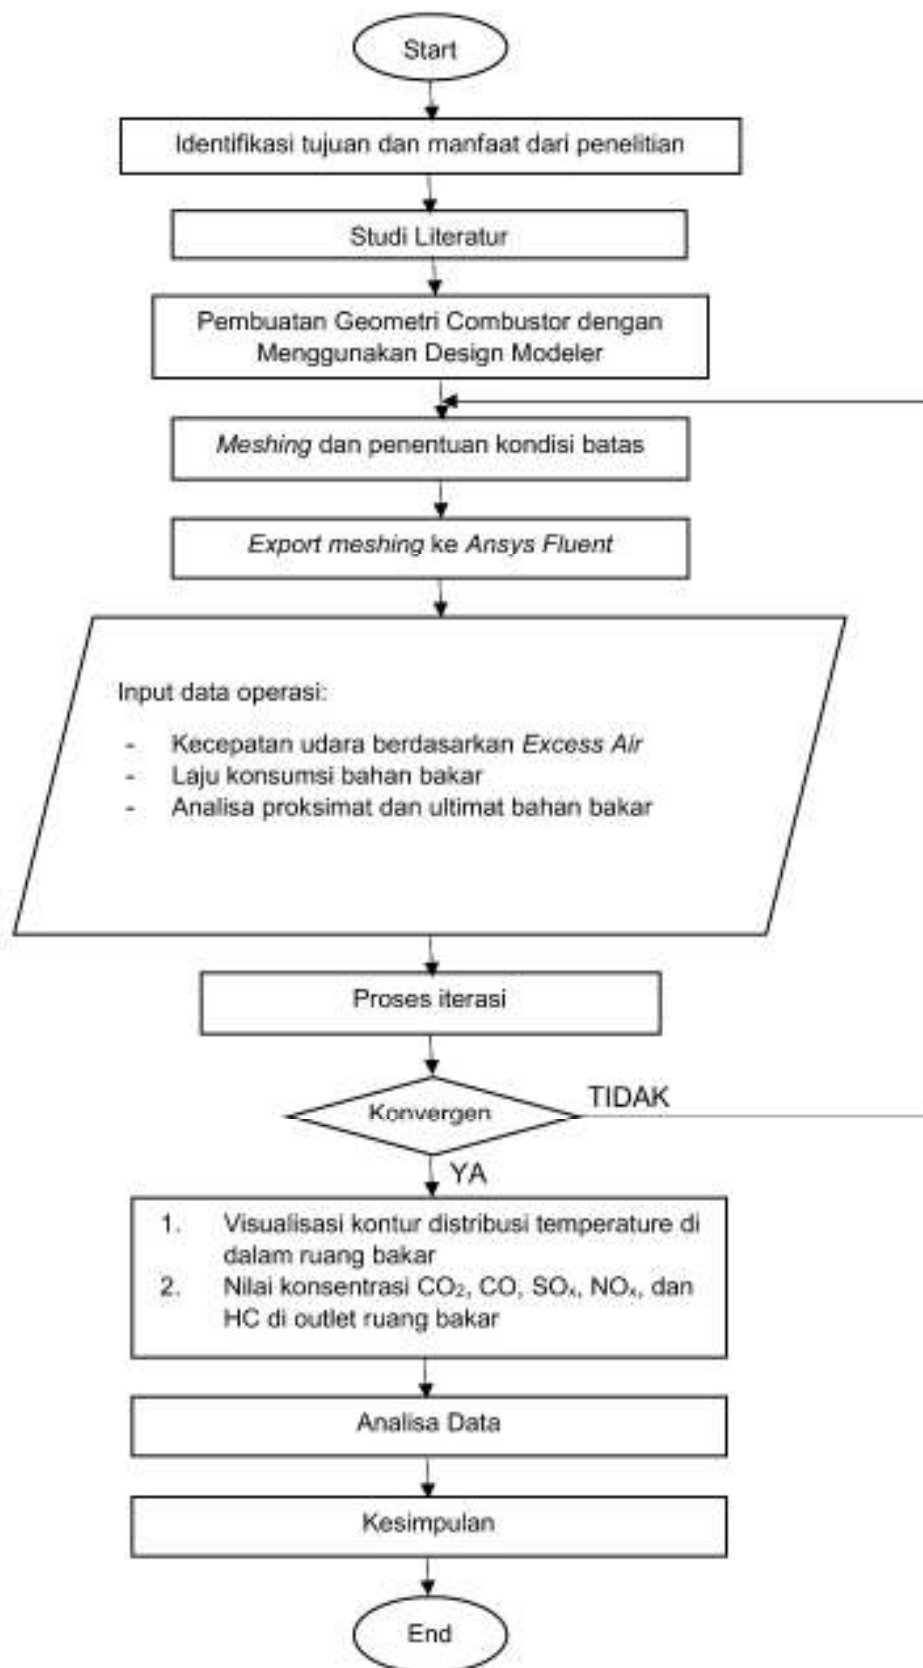 Start
Identifikasi tujuan dan manfaat dari penelitian
Studi Literatur
Pembuatan Geometri Combustor dengan
Menggunakan Design Modeler
Meshing dan penentuan kondisi batas
Export meshing ke Ansys Fluent
Input data operasi:
- Kecepatan udara berdasarkan Excess Air
- Laju konsumsi bahan bakar
- Analisa proksimat dan ultimat bahan bakar
Proses iterasi
Konvergen
TIDAK
YA
1. Visualisasi kontur distribusi temperature di
dalam ruang bakar
2. Nilai konsentrasi CO₂, CO, SOₓ, NOₓ, dan
HC di outlet ruang bakar
Analisa Data
Kesimpulan
End